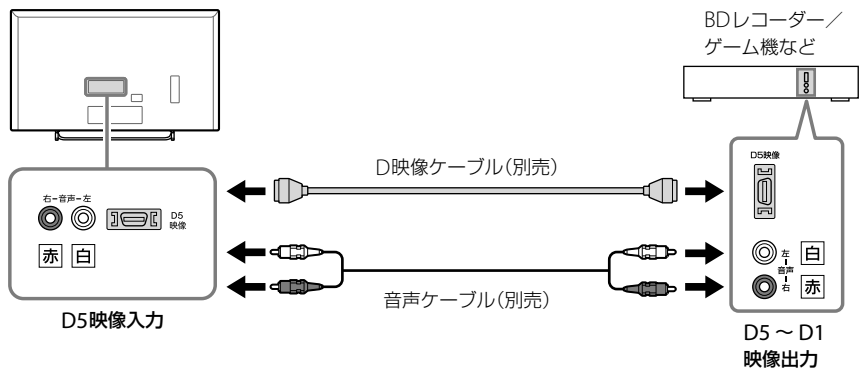 BDレコーダー／
ゲーム機など
D映像ケーブル（別売）
右-音声-左
D5
映像
赤 白
D5映像入力
音声ケーブル（別売）
D5映像
左
音声
右
白
赤
D5 ～ D1
映像出力